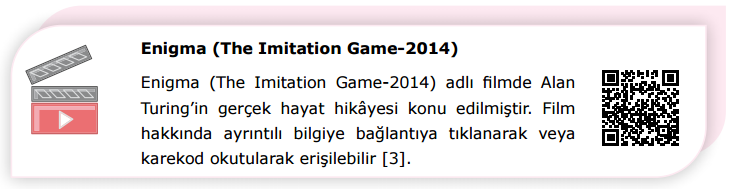 Enigma (The Imitation Game-2014)
Enigma (The Imitation Game-2014) adlı filmde Alan
Turing’in gerçek hayat hikâyesi konu edilmiştir. Film
hakkında ayrıntılı bilgiye bağlantıya tıklanarak veya
karekod okutularak erişilebilir [3].